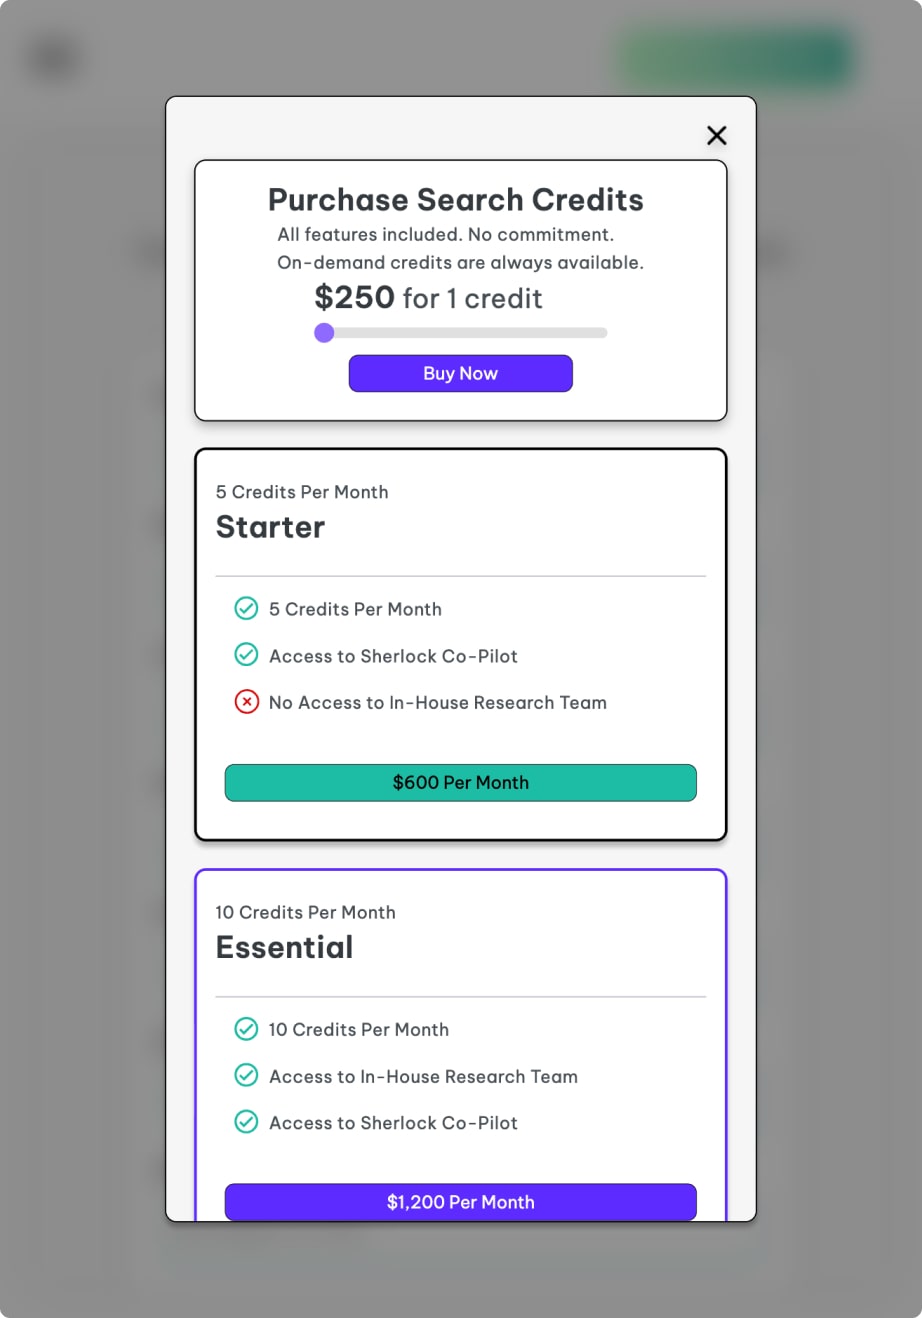 Purchase Search Credits
All features included. No commitment.
On-demand credits are always available.
$250 for 1 credit
Buy Now
5 Credits Per Month
Starter
5 Credits Per Month
Access to Sherlock Co-Pilot
No Access to In-House Research Team
$600 Per Month
10 Credits Per Month
Essential
10 Credits Per Month
Access to In-House Research Team
Access to Sherlock Co-Pilot
$1,200 Per Month